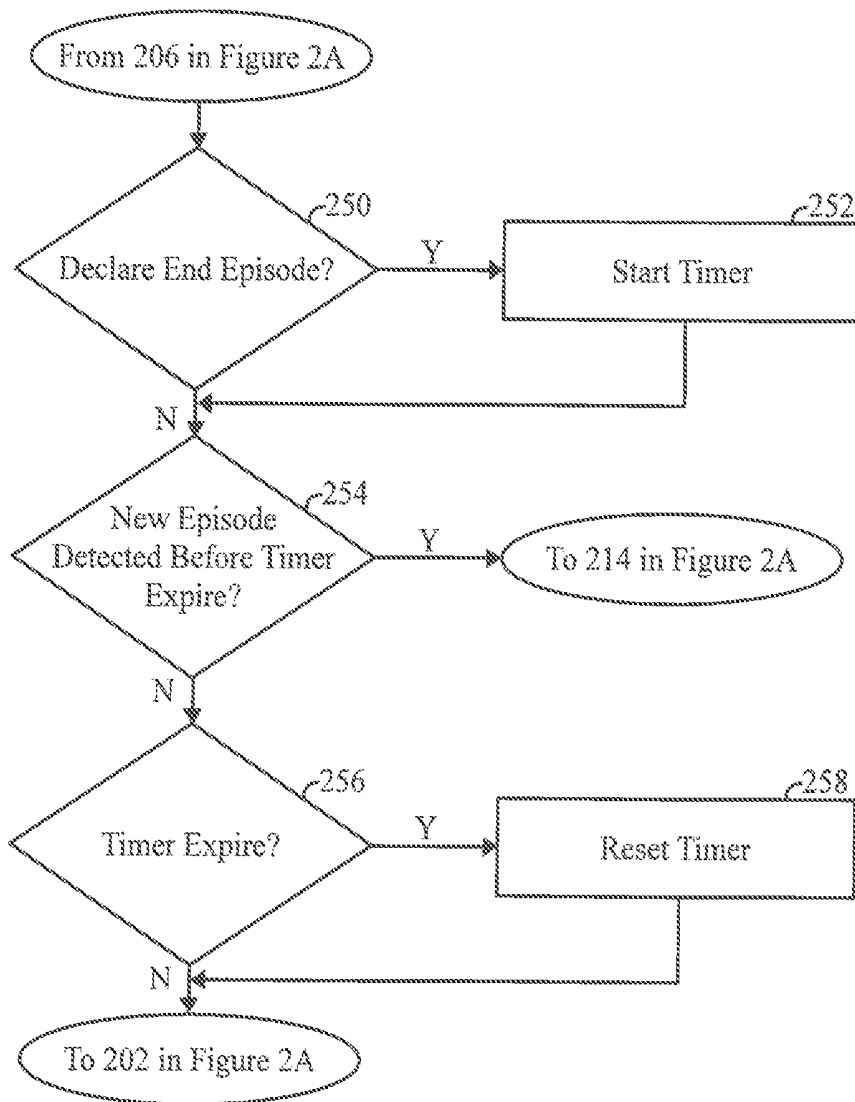 From 206 in Figure 2A
250
Declare End Episode?
Y
252
Start Timer
N
254
New Episode
Detected Before Timer
Expire?
Y
To 214 in Figure 2A
N
256
Timer Expire?
Y
258
Reset Timer
N
To 202 in Figure 2A